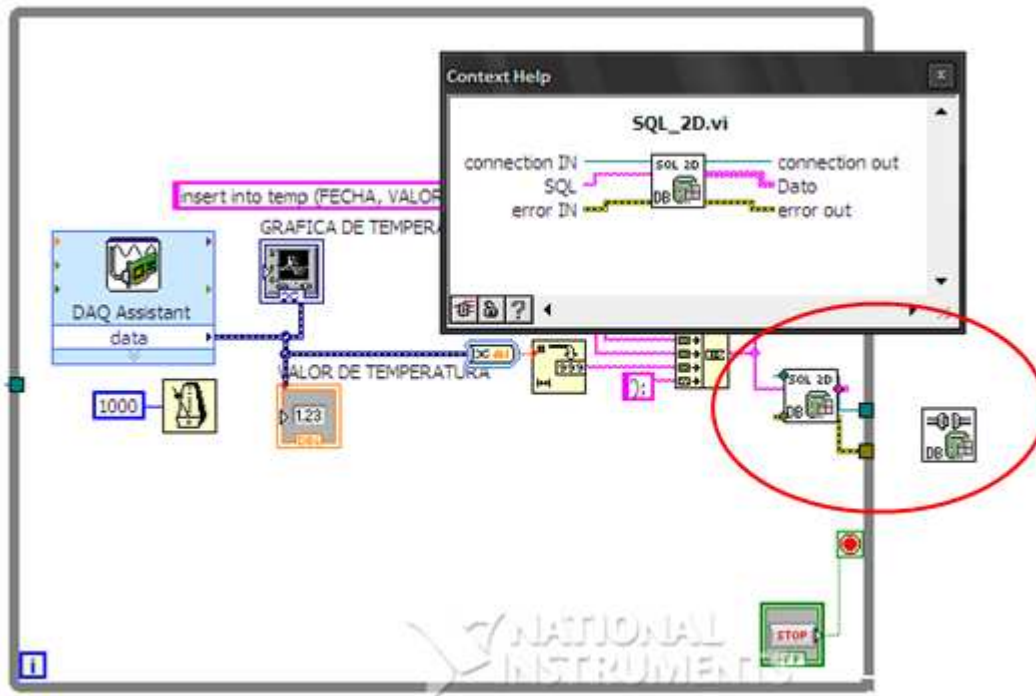 Context Help
x
SQL_2D.vi
connection IN
SQL 2D
connection out
SQL
DB
Dato
error IN
error out
insert into temp (FECHA, VALOR
GRAFICA DE TEMPERA
DAQ Assistant
data
?
VALOR DE TEMPERATURA
1000
1.23
DBL
);
SQL 2D
DB
DB
STOP
i
NATIONAL
INSTRUMENTS